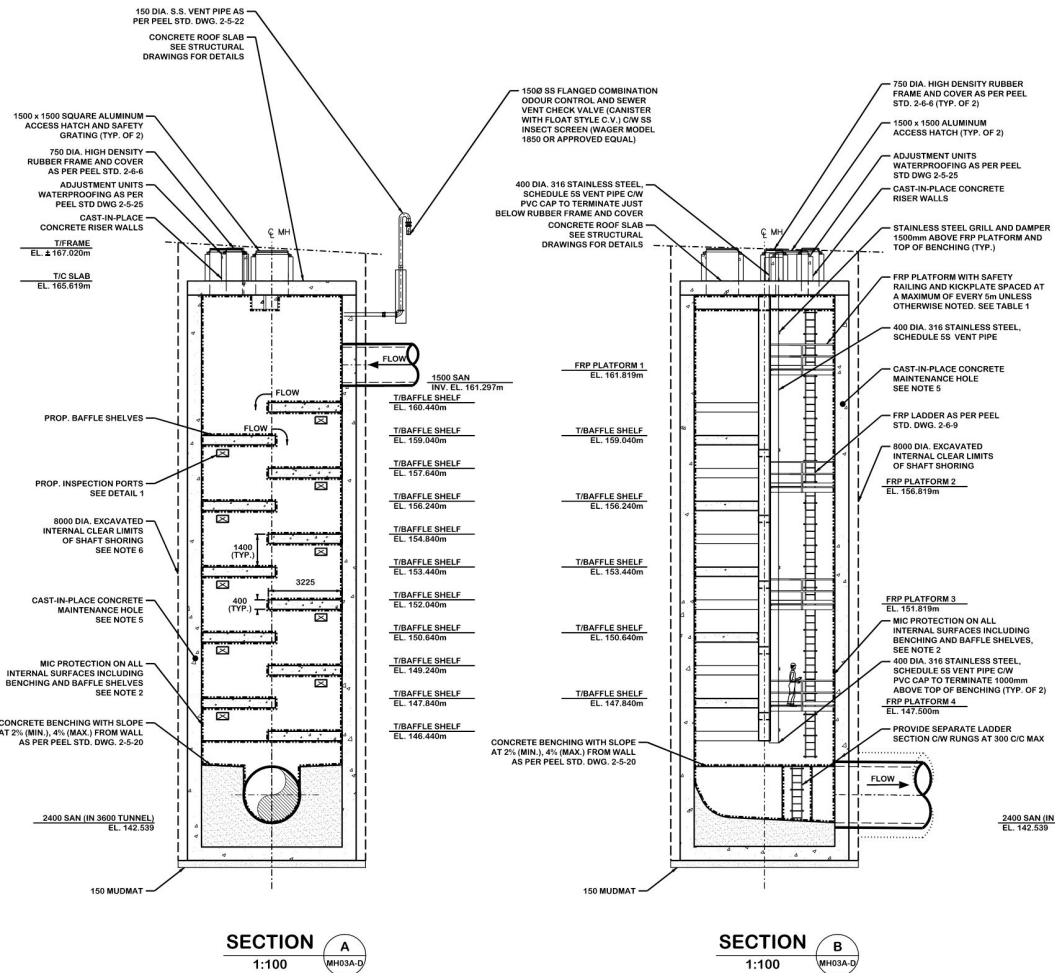 150 DIA. S.S. VENT PIPE AS
PER PEEL STD. DWG. 2-5-22
CONCRETE ROOF SLAB
SEE STRUCTURAL
DRAWINGS FOR DETAILS
1500 x 1500 SQUARE ALUMINUM
ACCESS HATCH AND SAFETY
GRATING (TYP. OF 2)
750 DIA. HIGH DENSITY
RUBBER FRAME AND COVER
AS PER PEEL STD. 2-6-6
ADJUSTMENT UNITS
WATERPROOFING AS PER
PEEL STD DWG 2-5-25
CAST-IN-PLACE
CONCRETE RISER WALLS
T/FRAME
EL. ± 167.020m
T/C SLAB
EL. 165.619m
℄ MH
150Ø SS FLANGED COMBINATION
ODOUR CONTROL AND SEWER
VENT CHECK VALVE (CANISTER
WITH FLOAT STYLE C.V.) C/W SS
INSECT SCREEN (WAGER MODEL
1850 OR APPROVED EQUAL)
FLOW
1500 SAN
INV. EL. 161.297m
FLOW
FLOW
PROP. BAFFLE SHELVES
PROP. INSPECTION PORTS
SEE DETAIL 1
8000 DIA. EXCAVATED
INTERNAL CLEAR LIMITS
OF SHAFT SHORING
SEE NOTE 6
CAST-IN-PLACE CONCRETE
MAINTENANCE HOLE
SEE NOTE 5
MIC PROTECTION ON ALL
INTERNAL SURFACES INCLUDING
BENCHING AND BAFFLE SHELVES
SEE NOTE 2
CONCRETE BENCHING WITH SLOPE
AT 2% (MIN.), 4% (MAX.) FROM WALL
AS PER PEEL STD. DWG. 2-5-20
2400 SAN (IN 3600 TUNNEL)
EL. 142.539
150 MUDMAT
1400
(TYP.)
3225
400
(TYP.)
T/BAFFLE SHELF
EL. 160.440m
T/BAFFLE SHELF
EL. 159.040m
T/BAFFLE SHELF
EL. 157.640m
T/BAFFLE SHELF
EL. 156.240m
T/BAFFLE SHELF
EL. 154.840m
T/BAFFLE SHELF
EL. 153.440m
T/BAFFLE SHELF
EL. 152.040m
T/BAFFLE SHELF
EL. 150.640m
T/BAFFLE SHELF
EL. 149.240m
T/BAFFLE SHELF
EL. 147.840m
T/BAFFLE SHELF
EL. 146.440m
SECTION
1:100
A
MH03A-D
400 DIA. 316 STAINLESS STEEL,
SCHEDULE 5S VENT PIPE C/W
PVC CAP TO TERMINATE JUST
BELOW RUBBER FRAME AND COVER
CONCRETE ROOF SLAB
SEE STRUCTURAL
DRAWINGS FOR DETAILS
℄ MH
FRP PLATFORM 1
EL. 161.819m
T/BAFFLE SHELF
EL. 159.040m
T/BAFFLE SHELF
EL. 156.240m
T/BAFFLE SHELF
EL. 153.440m
T/BAFFLE SHELF
EL. 150.640m
T/BAFFLE SHELF
EL. 147.840m
CONCRETE BENCHING WITH SLOPE
AT 2% (MIN.), 4% (MAX.) FROM WALL
AS PER PEEL STD. DWG. 2-5-20
150 MUDMAT
750 DIA. HIGH DENSITY RUBBER
FRAME AND COVER AS PER PEEL
STD. 2-6-6 (TYP. OF 2)
1500 x 1500 ALUMINUM
ACCESS HATCH (TYP. OF 2)
ADJUSTMENT UNITS
WATERPROOFING AS PER PEEL
STD DWG 2-5-25
CAST-IN-PLACE CONCRETE
RISER WALLS
STAINLESS STEEL GRILL AND DAMPER
1500mm ABOVE FRP PLATFORM AND
TOP OF BENCHING (TYP.)
FRP PLATFORM WITH SAFETY
RAILING AND KICKPLATE SPACED AT
A MAXIMUM OF EVERY 5m UNLESS
OTHERWISE NOTED. SEE TABLE 1
400 DIA. 316 STAINLESS STEEL,
SCHEDULE 5S VENT PIPE
CAST-IN-PLACE CONCRETE
MAINTENANCE HOLE
SEE NOTE 5
FRP LADDER AS PER PEEL
STD. DWG. 2-6-9
8000 DIA. EXCAVATED
INTERNAL CLEAR LIMITS
OF SHAFT SHORING
FRP PLATFORM 2
EL. 156.819m
FRP PLATFORM 3
EL. 151.819m
MIC PROTECTION ON ALL
INTERNAL SURFACES INCLUDING
BENCHING AND BAFFLE SHELVES,
SEE NOTE 2
400 DIA. 316 STAINLESS STEEL,
SCHEDULE 5S VENT PIPE C/W
PVC CAP TO TERMINATE 1000mm
ABOVE TOP OF BENCHING (TYP. OF 2)
FRP PLATFORM 4
EL. 147.500m
PROVIDE SEPARATE LADDER
SECTION C/W RUNGS AT 300 C/C MAX
FLOW
2400 SAN (IN
EL. 142.539
SECTION
1:100
B
MH03A-D